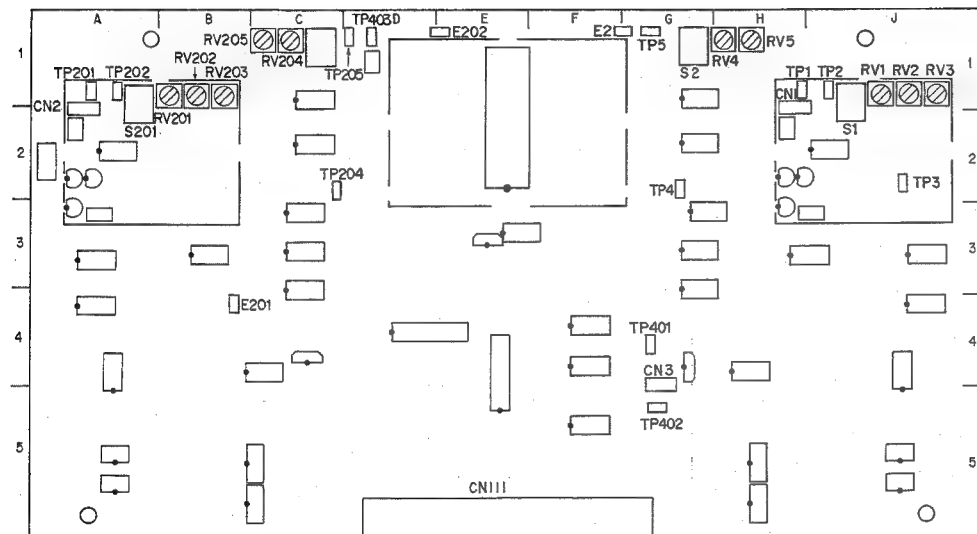 A B C D E F G H J
TP403
E202 E21 TP5
1 RV205 RV204 TP205 S2 RV4 RV5 1
RV202
TP201 TP202 RV203 TP1 TP2 RV1 RV2 RV3
CN2 CN1
S201 RV201 S1
2 2
TP204 TP4 TP3
3 3
E201
4 TP401 4
CN3
TP402
5 5
CN111